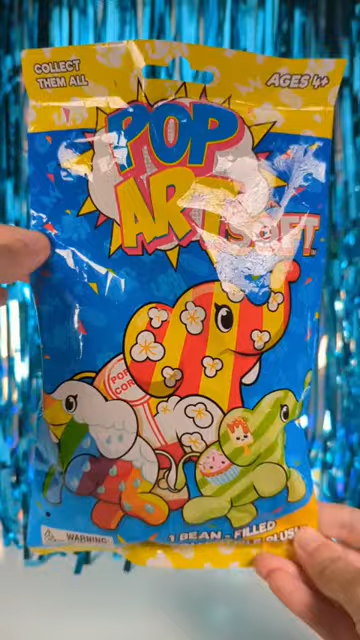 COLLECT
THEM ALL
AGES 4+
POP
ART
SOFT
POP
CORN
WARNING
1 BEAN - FILLED